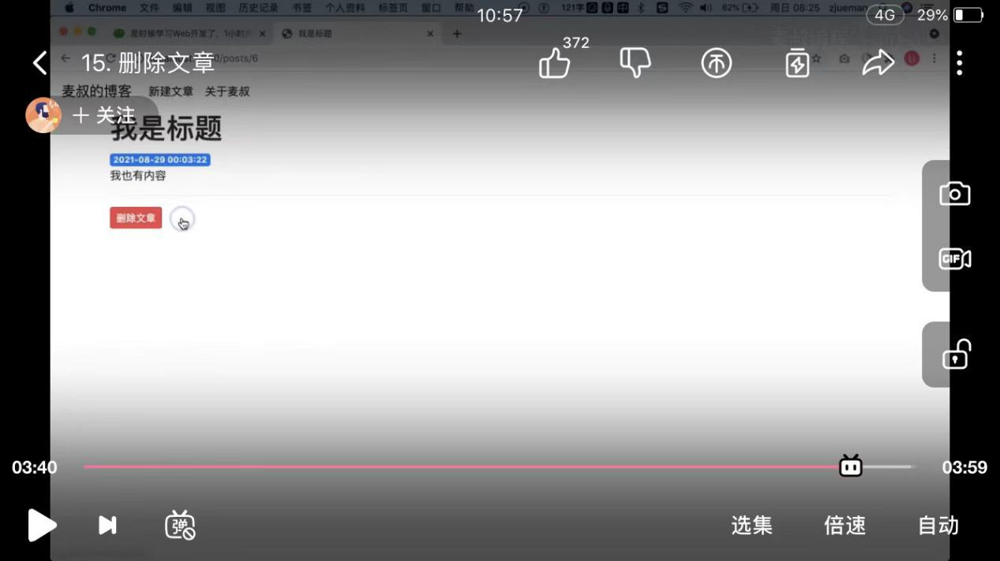 Chrome 文件 编辑 视图 历史记录 书签 个人资料 标签页 窗口 帮助
10:57
121字
62%
周日 08:25 zjueman
4G
29%
是时候学习Web开发了，1小时
我是标题
15. 删除文章
0/posts/6
372
麦叔的博客 新建文章 关于麦叔
+ 关注
我是标题
2021-08-29 00:03:22
我也有内容
删除文章
GIF
03:40
03:59
弹
选集
倍速
自动